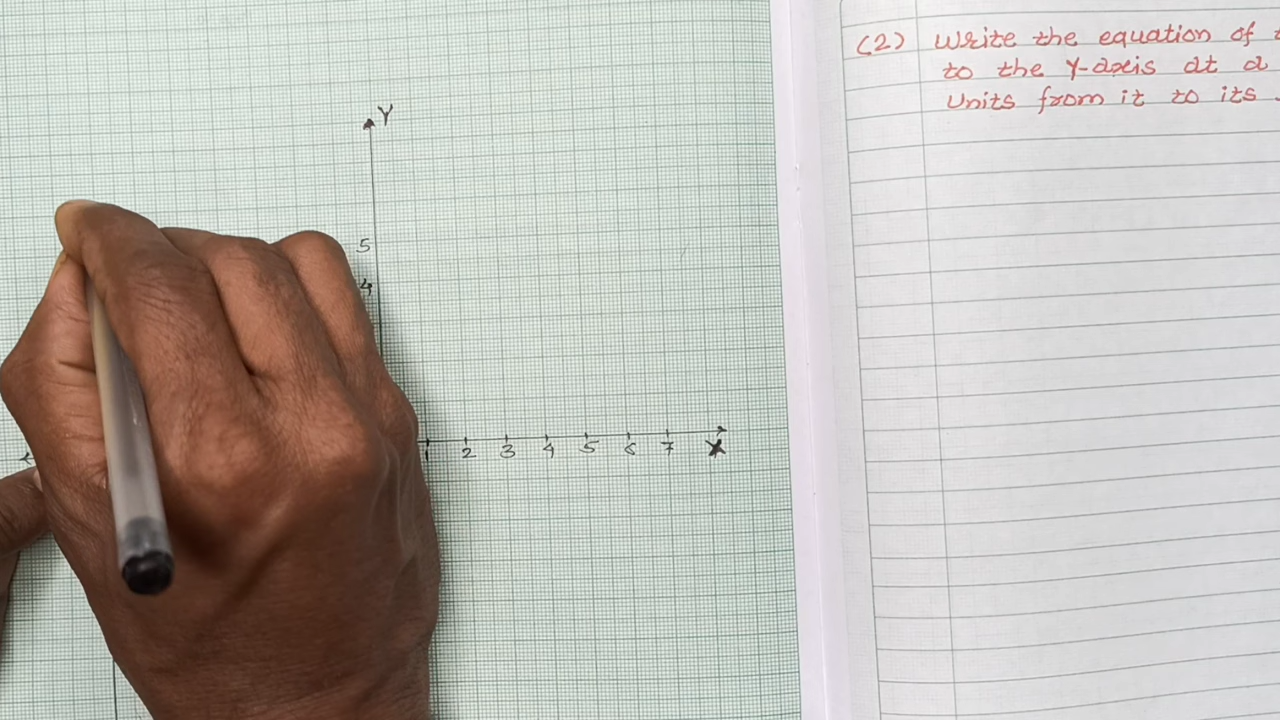 Y
5
4
1 2 3 4 5 6 7 X
(2) Write the equation of
to the Y-axis at a
Units from it to its